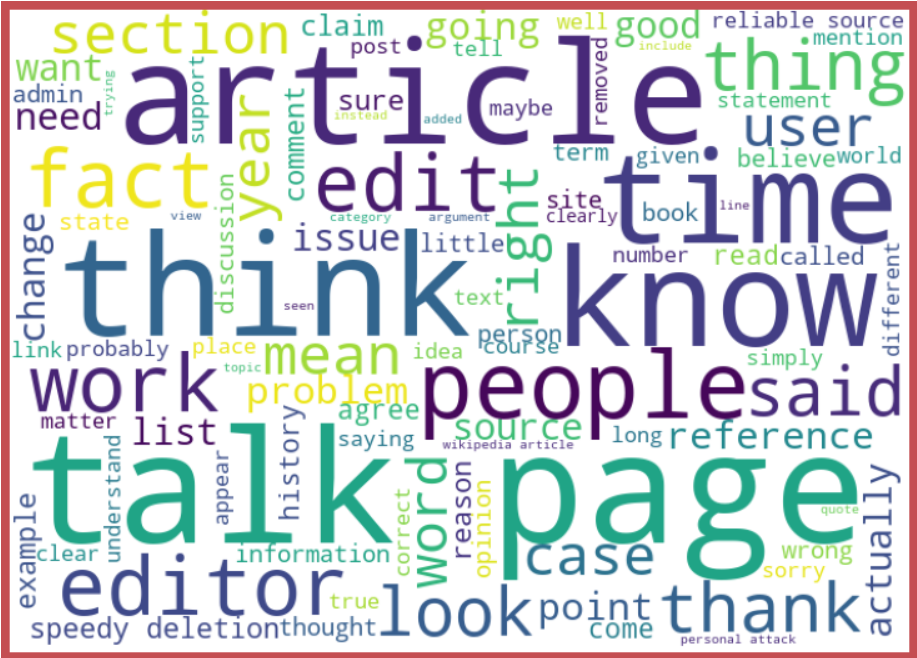 section
claim
going
well
good
reliable source
post
tell
include
mention
want
article
thing
admin
trying
support
sure
maybe
removed
statement
need
instead
added
user
fact
year
comment
edit
term
given
believe
world
time
state
view
discussion
category
argument
right
site
clearly
book
line
change
think
issue
little
know
number
read
called
different
seen
text
person
course
link
probably
place
topic
mean
idea
simply
work
problem
people
said
matter
list
agree
source
long
reference
saying
wikipedia article
history
talk page
understand
appear
word
reason
opinion
correct
quote
actually
example
clear
information
case
wrong
sorry
editor
true
look
point
thank
speedy deletion
thought
come
personal attack